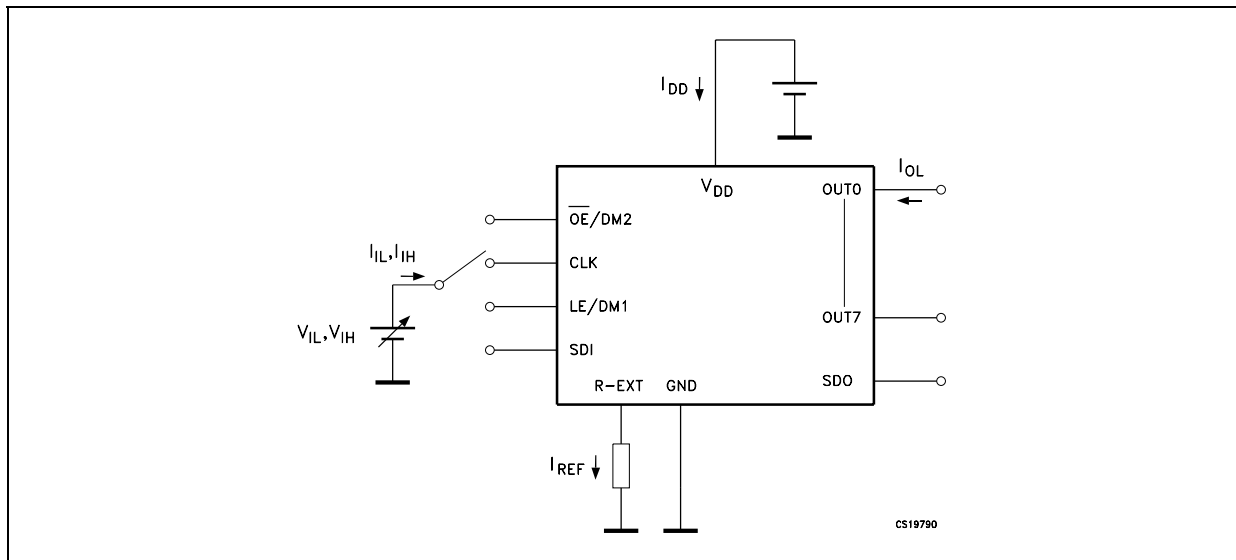 I_DD
V_DD
I_OL
OUT0
O̅E̅/DM2
I_IL,I_IH
CLK
LE/DM1
OUT7
V_IL,V_IH
SDI
SDO
R-EXT GND
I_REF
CS19790